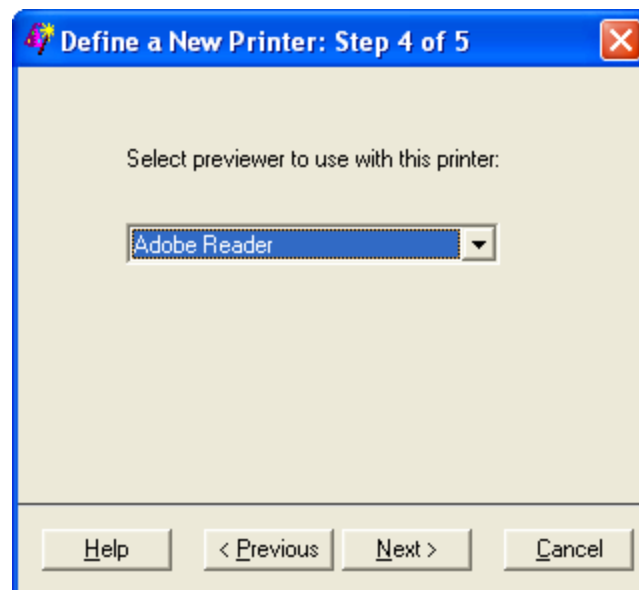 Define a New Printer: Step 4 of 5
Select previewer to use with this printer:
Adobe Reader
Help
< Previous
Next >
Cancel